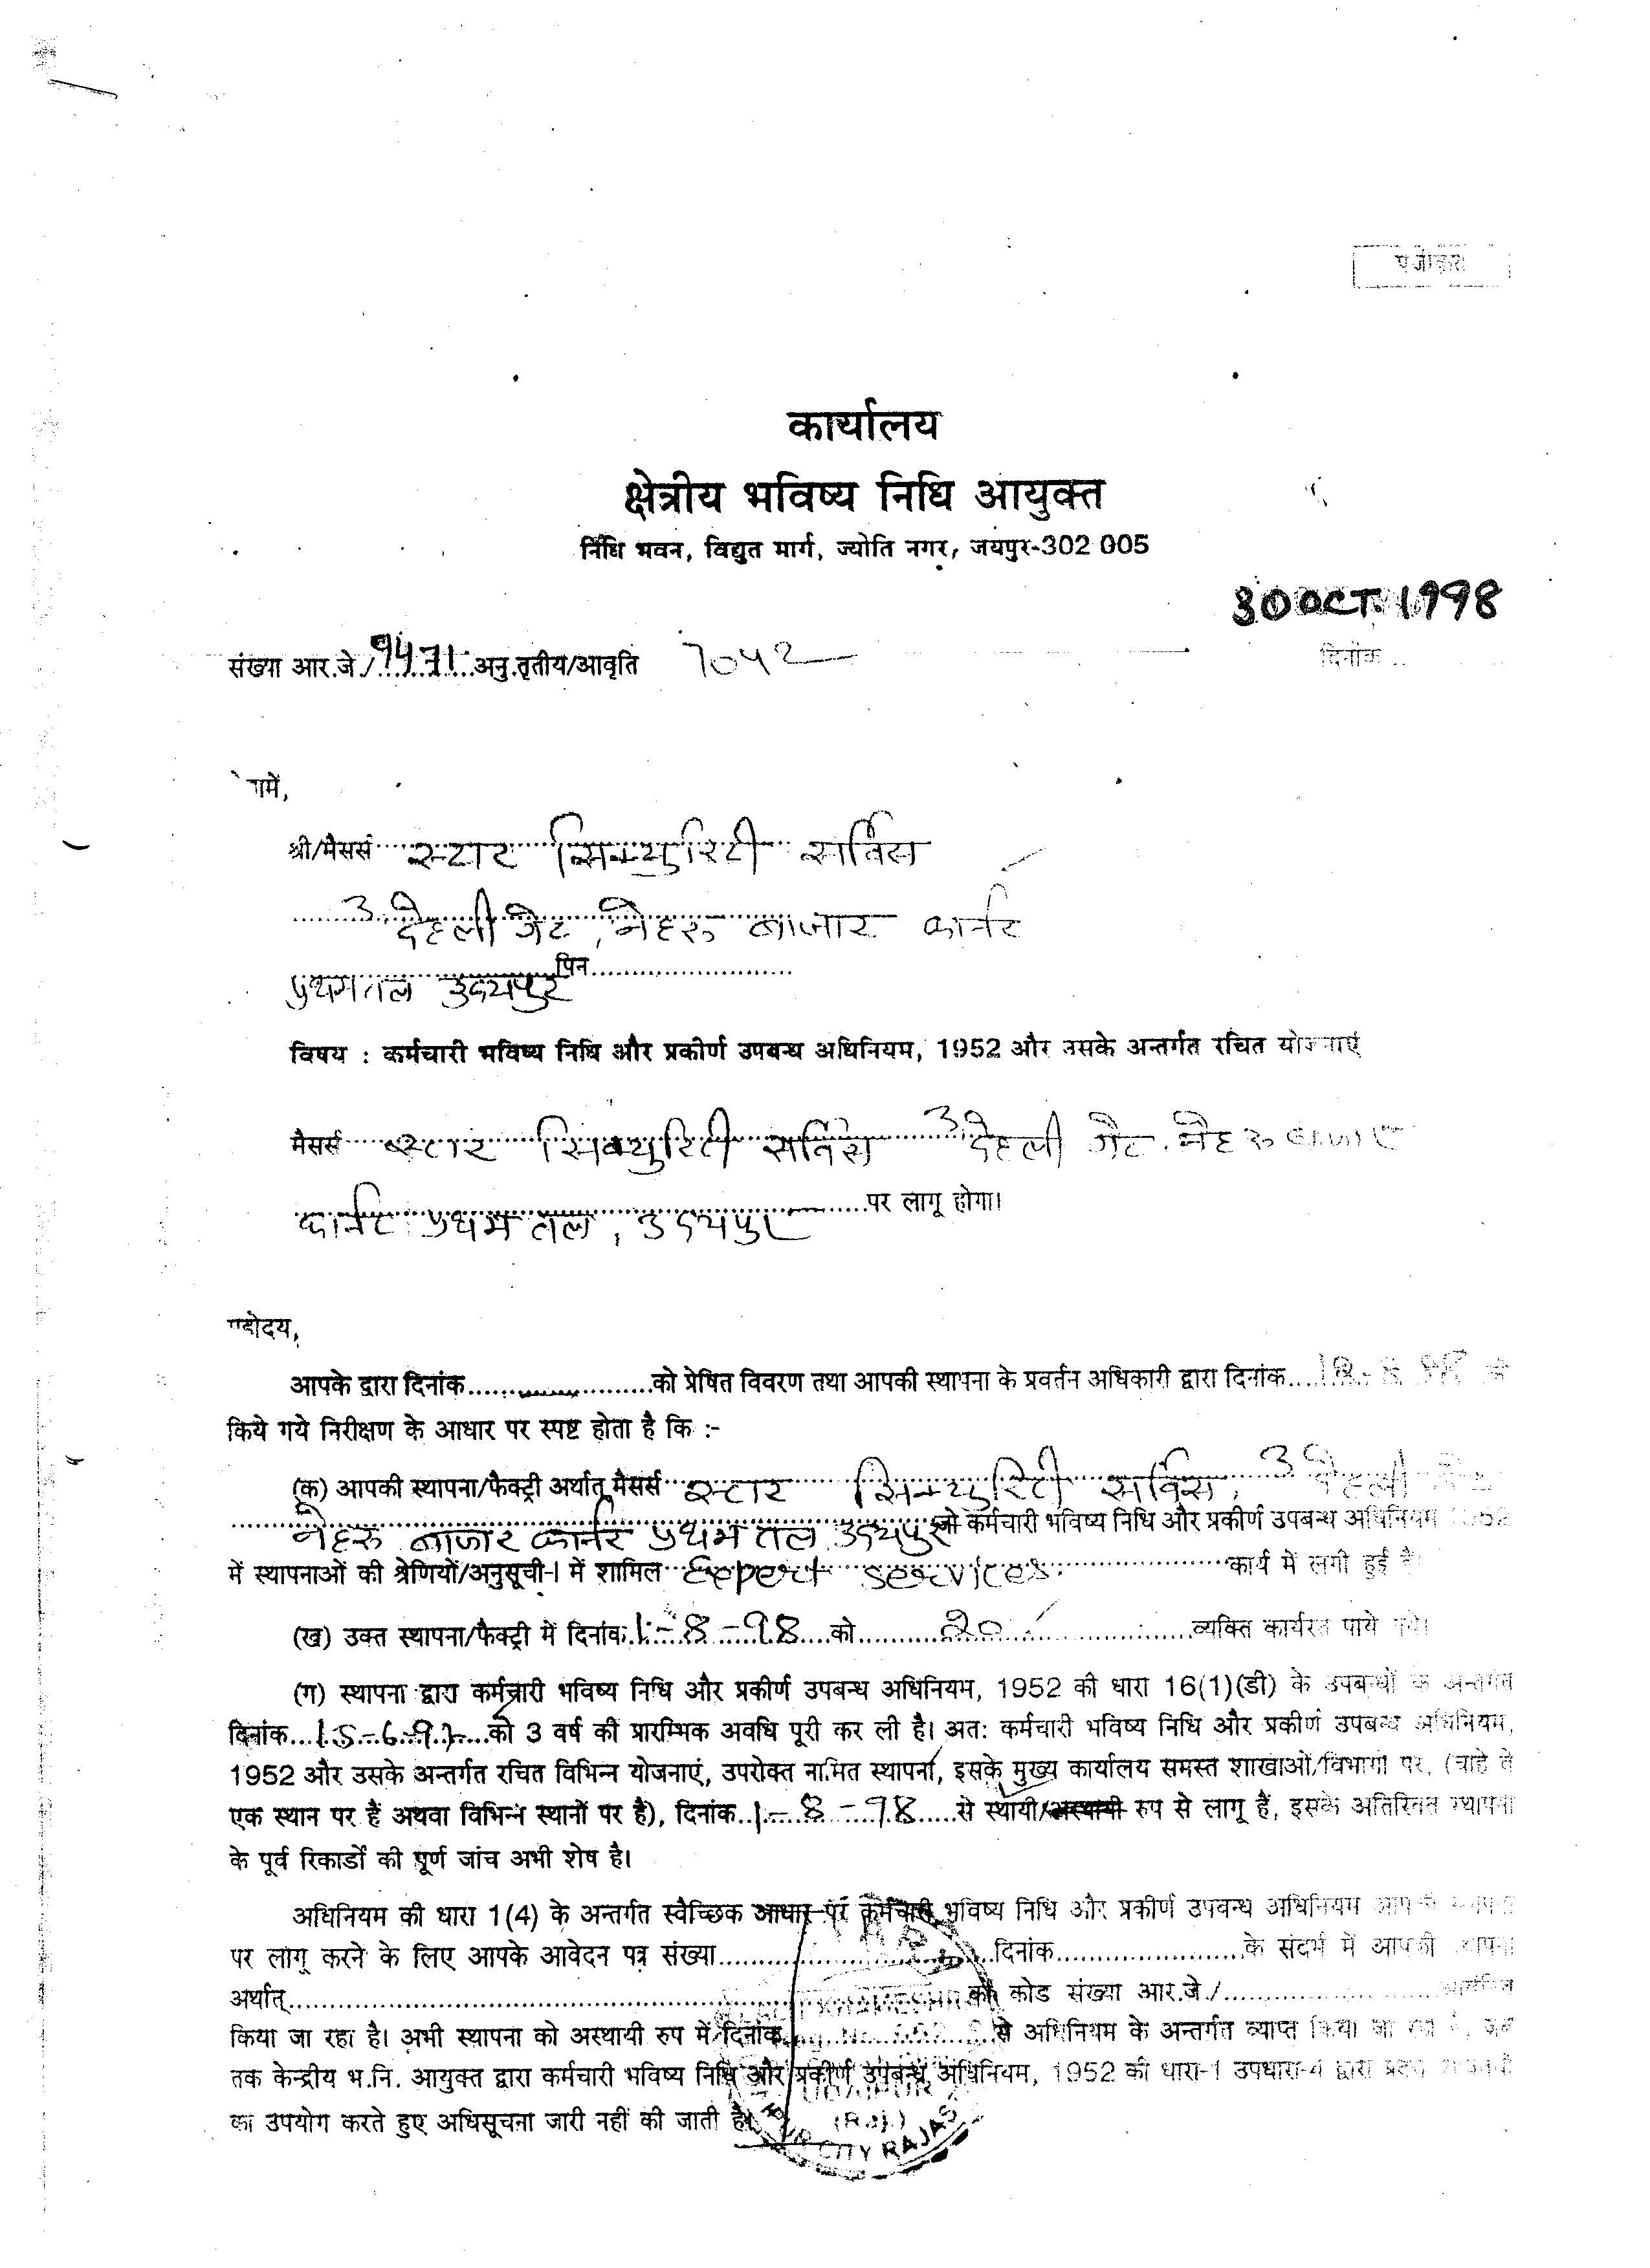 पंजीकृत
कार्यालय
क्षेत्रीय भविष्य निधि आयुक्त
निधि भवन, विद्युत मार्ग, ज्योति नगर, जयपुर-302 005
30 OCT. 1998
संख्या आर.जे./9471 अनु.तृतीय/आवृति 7042
दिनांक
श्री/मैसर्स स्टार सिक्युरिटी सर्विस
3 देहली गेट, नेहरू बाजार कार्नर
पिन
प्रथम तल उदयपुर
विषय : कर्मचारी भविष्य निधि और प्रकीर्ण उपबन्ध अधिनियम, 1952 और उसके अन्तर्गत रचित योजनाएं
मैसर्स स्टार सिक्युरिटी सर्विस 3 देहली गेट, नेहरू बाजार
कार्नर प्रथम तल, उदयपुर पर लागू होगा।
महोदय,
आपके द्वारा दिनांक को प्रेषित विवरण तथा आपकी स्थापना के प्रवर्तन अधिकारी द्वारा दिनांक
किये गये निरीक्षण के आधार पर स्पष्ट होता है कि :-
(क) आपकी स्थापना/फैक्ट्री अर्थात् मैसर्स स्टार सिक्युरिटी सर्विस, 3 देहली गेट
नेहरू बाजार कार्नर प्रथम तल उदयपुर जो कर्मचारी भविष्य निधि और प्रकीर्ण उपबन्ध अधिनियम 1952
में स्थापनाओं की श्रेणियों/अनुसूची-I में शामिल Expert services कार्य में लगी हुई है।
(ख) उक्त स्थापना/फैक्ट्री में दिनांक 1-8-98 को 20 व्यक्ति कार्यरत पाये गये।
(ग) स्थापना द्वारा कर्मचारी भविष्य निधि और प्रकीर्ण उपबन्ध अधिनियम, 1952 की धारा 16(1)(डी) के उपबन्धों के अन्तर्गत
दिनांक 15-6-97 को 3 वर्ष की प्रारम्भिक अवधि पूरी कर ली है। अतः कर्मचारी भविष्य निधि और प्रकीर्ण उपबन्ध अधिनियम,
1952 और उसके अन्तर्गत रचित विभिन्न योजनाएं, उपरोक्त नामित स्थापना, इसके मुख्य कार्यालय समस्त शाखाओं/विभागों पर, (चाहे वे
एक स्थान पर हैं अथवा विभिन्न स्थानों पर है), दिनांक 1-8-98 से स्थायी/अस्थायी रुप से लागू हैं, इसके अतिरिक्त स्थापना
के पूर्व रिकार्डों की पूर्ण जांच अभी शेष है।
अधिनियम की धारा 1(4) के अन्तर्गत स्वैच्छिक आधार पर कर्मचारी भविष्य निधि और प्रकीर्ण उपबन्ध अधिनियम आपकी स्थापना
पर लागू करने के लिए आपके आवेदन पत्र संख्या दिनांक के संदर्भ में आपकी स्थापना
अर्थात् को कोड संख्या आर.जे./ आवंटित
किया जा रहा है। अभी स्थापना को अस्थायी रुप में दिनांक से अधिनियम के अन्तर्गत व्याप्त किया जा रहा है, जब
तक केन्द्रीय भ.नि. आयुक्त द्वारा कर्मचारी भविष्य निधि और प्रकीर्ण उपबन्ध अधिनियम, 1952 की धारा-1 उपधारा-4 द्वारा प्रदत्त
का उपयोग करते हुए अधिसूचना जारी नहीं की जाती है।
UDAIPUR
(Raj.)
CITY RAJAS